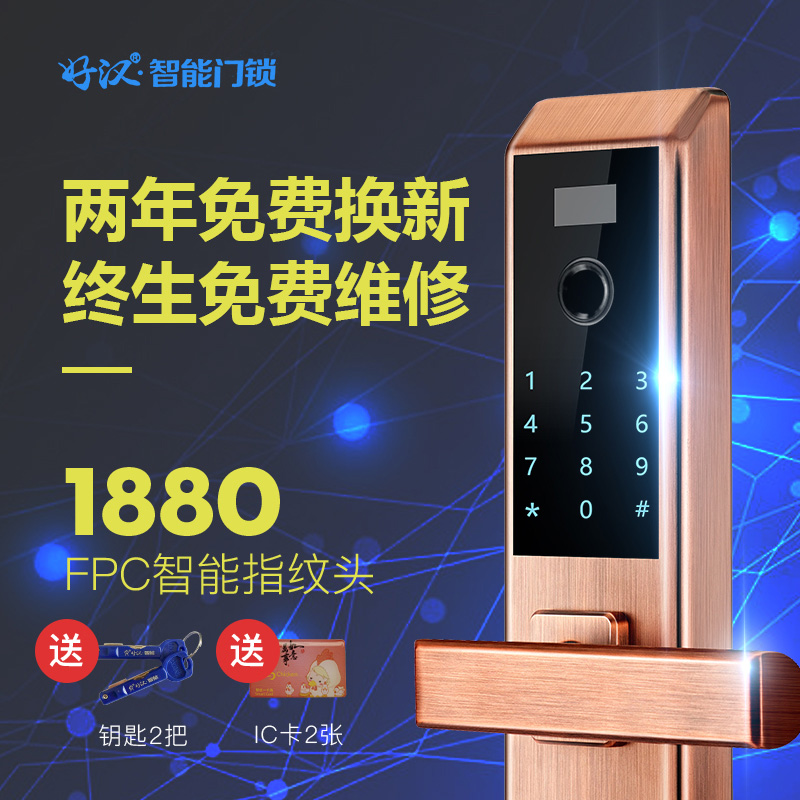 好汉®·智能门锁
两年免费换新
终生免费维修
1880
FPC智能指纹头
1 2 3
4 5 6
7 8 9
* 0 #
送
送
钥匙2把
IC卡2张